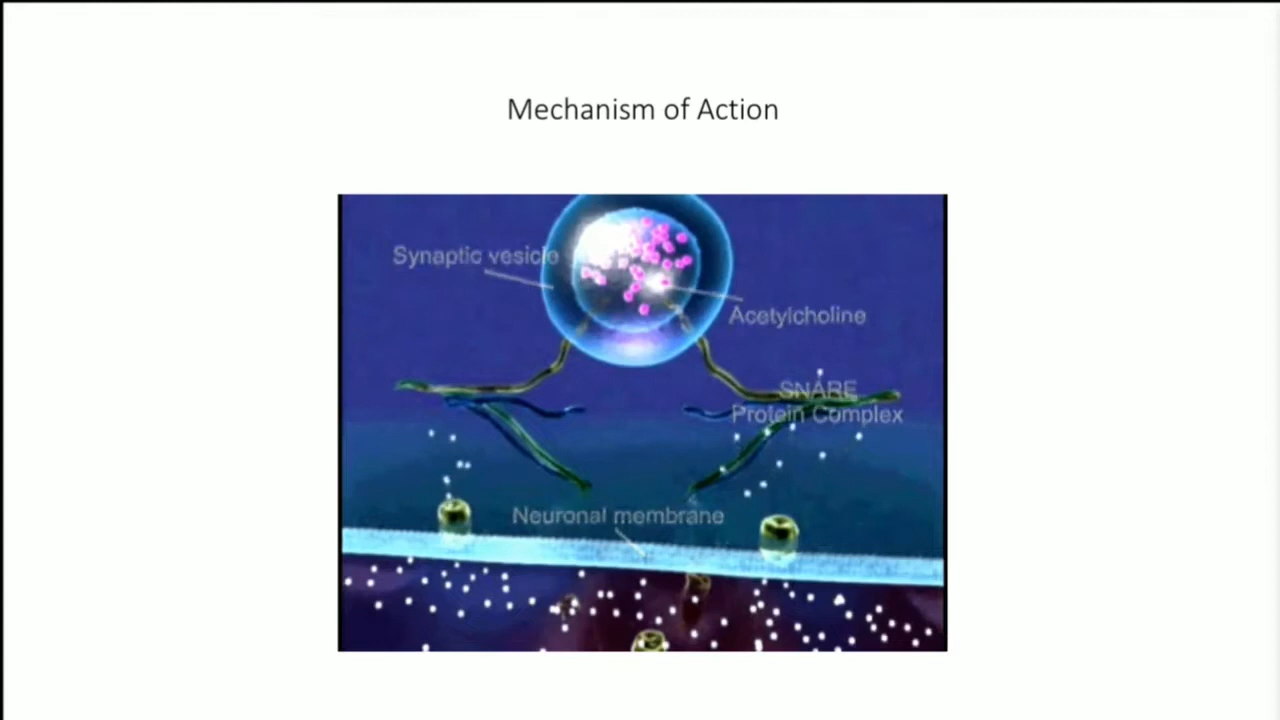 Mechanism of Action
Synaptic vesicle
Acetylcholine
SNARE
Protein Complex
Neuronal membrane